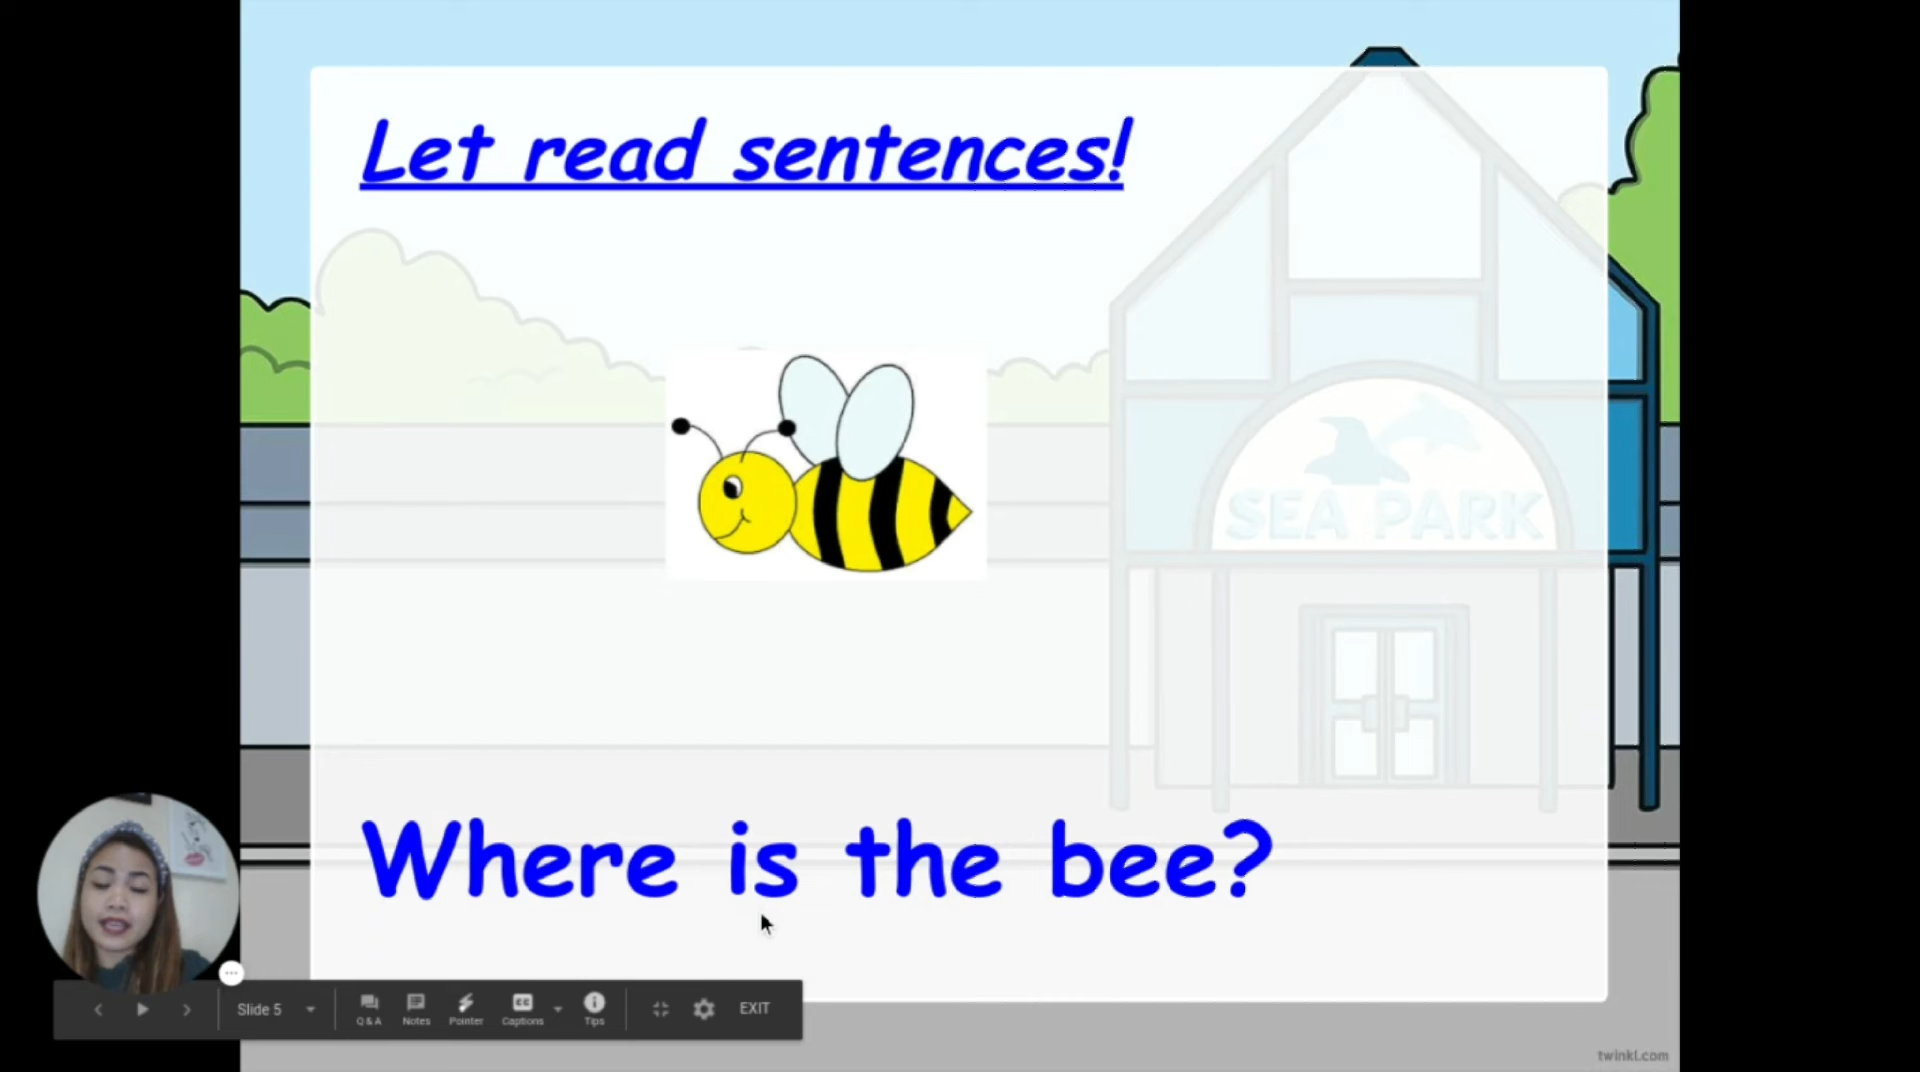 Let read sentences!
SEA PARK
Where is the bee?
Slide 5
Q & A
Notes
Pointer
Captions
Tips
EXIT
twinkl.com